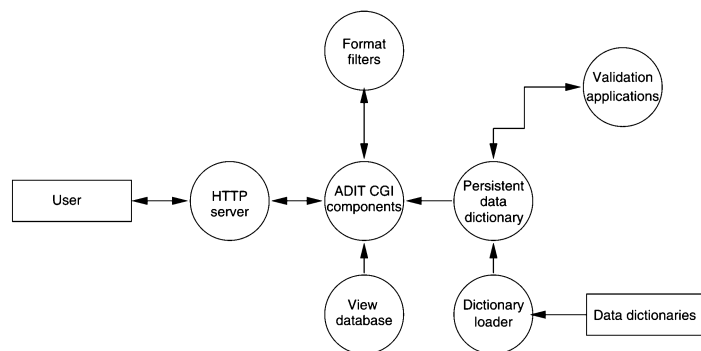 Format
filters
Validation
applications
User
HTTP
server
ADIT CGI
components
Persistent
data
dictionary
View
database
Dictionary
loader
Data dictionaries